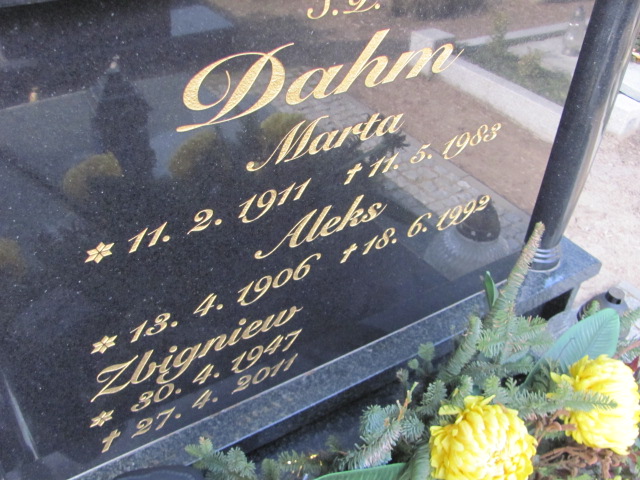 Ś.P.
Dahm
Marta
* 11. 2. 1911 † 11. 5. 1983
Aleks
* 13. 4. 1906 † 18. 6. 1992
Zbigniew
* 30. 4. 1947
† 27. 4. 2011